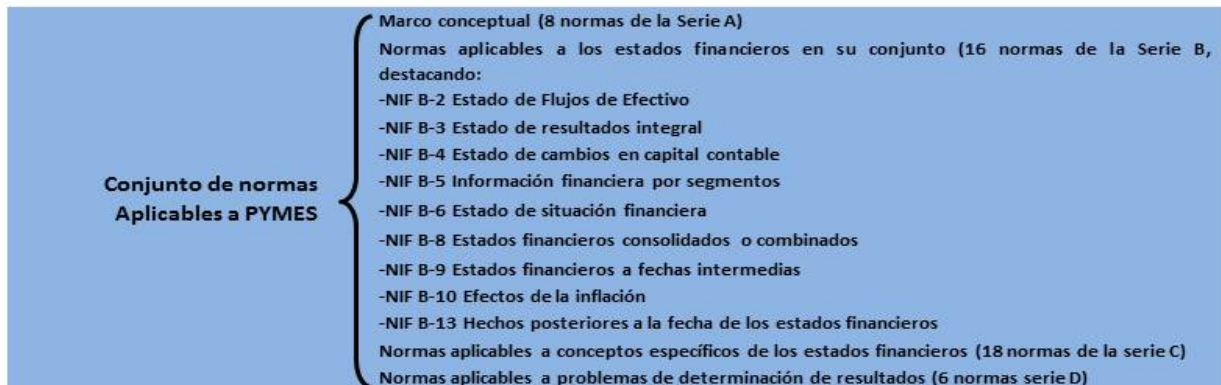 Conjunto de normas
Aplicables a PYMES
Marco conceptual (8 normas de la Serie A)
Normas aplicables a los estados financieros en su conjunto (16 normas de la Serie B,
destacando:
-NIF B-2 Estado de Flujos de Efectivo
-NIF B-3 Estado de resultados integral
-NIF B-4 Estado de cambios en capital contable
-NIF B-5 Información financiera por segmentos
-NIF B-6 Estado de situación financiera
-NIF B-8 Estados financieros consolidados o combinados
-NIF B-9 Estados financieros a fechas intermedias
-NIF B-10 Efectos de la inflación
-NIF B-13 Hechos posteriores a la fecha de los estados financieros
Normas aplicables a conceptos específicos de los estados financieros (18 normas de la serie C)
Normas aplicables a problemas de determinación de resultados (6 normas serie D)